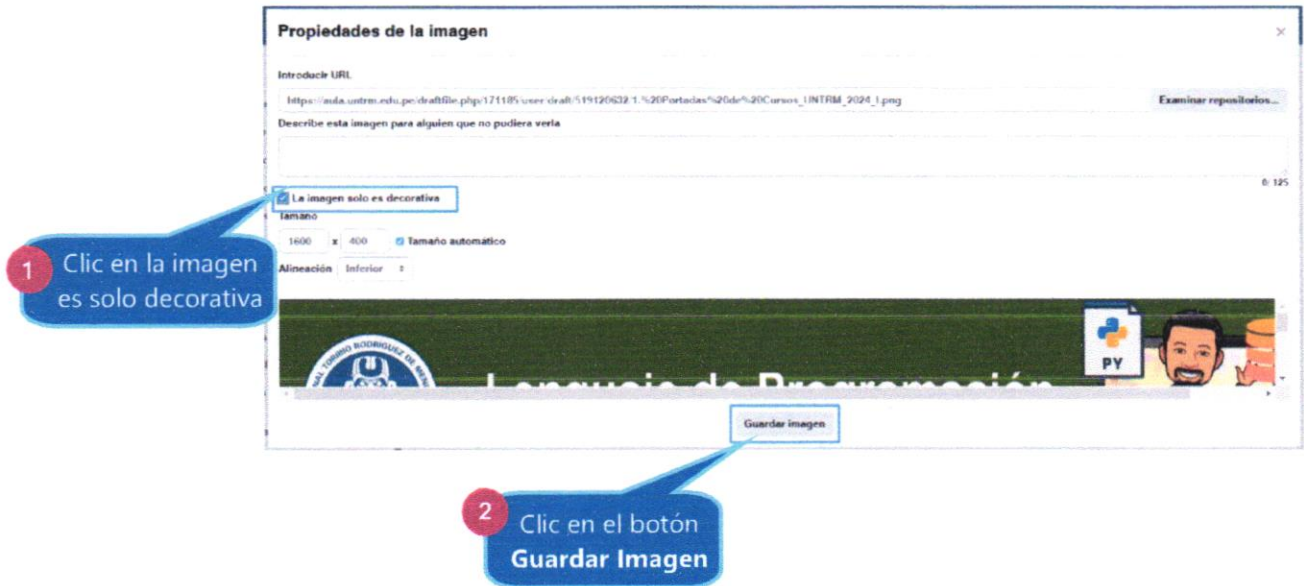 Propiedades de la imagen ×
Introducir URL
https://aula.untrm.edu.pe/draftfile.php/171185/user/draft/519120632/1.%20Portadas%20de%20Cursos_UNTRM_2024_I.png
Examinar repositorios...
Describe esta imagen para alguien que no pudiera verla
0/ 125
La imagen solo es decorativa
Tamaño
1600 x 400 Tamaño automático
Alineación Inferior
1 Clic en la imagen
es solo decorativa
TORIBIO RODRIGUEZ DE
PY
Lenguaje de Programación
Guardar imagen
2 Clic en el botón
Guardar Imagen